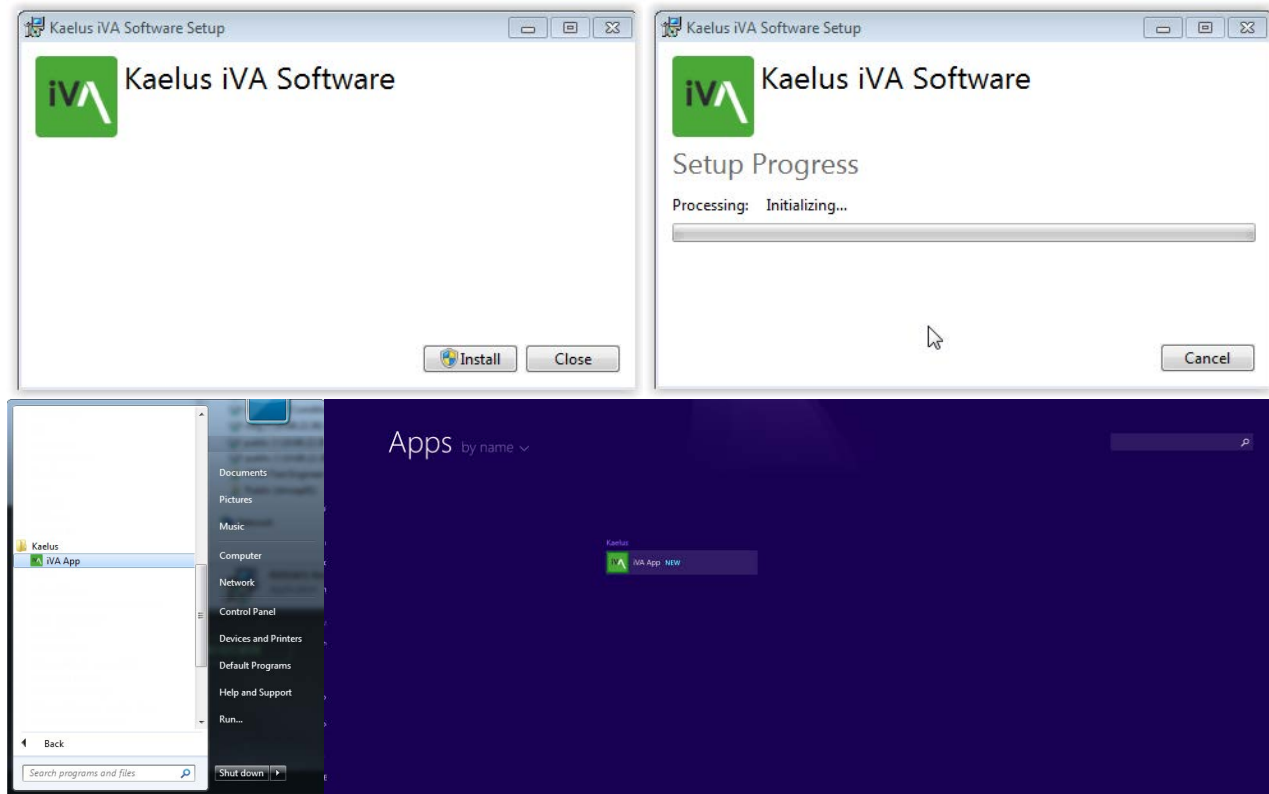 Kaelus iVA Software Setup
iVA
Kaelus iVA Software
Install
Close
Kaelus iVA Software Setup
iVA
Kaelus iVA Software
Setup Progress
Processing: Initializing...
Cancel
Kaelus
iVA App
Back
Search programs and files
Documents
Pictures
Music
Computer
Network
Control Panel
Devices and Printers
Default Programs
Help and Support
Run...
Shut down
Apps by name
Kaelus
iVA
iVA App NEW